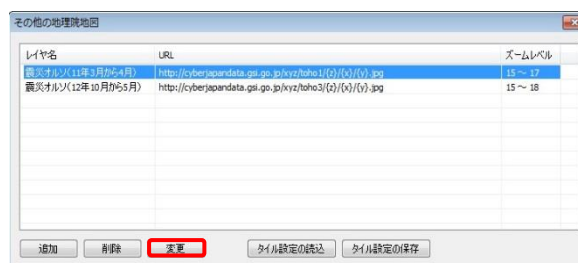 その他の地理院地図
レイヤ名 URL ズームレベル
震災オルソ(11年3月から4月) http://cyberjapandata.gsi.go.jp/xyz/toho1/{z}/{x}/{y}.jpg 15 ～ 17
震災オルソ(12年10月から5月) http://cyberjapandata.gsi.go.jp/xyz/toho3/{z}/{x}/{y}.jpg 15 ～ 18
追加 削除 変更 タイル設定の読込 タイル設定の保存